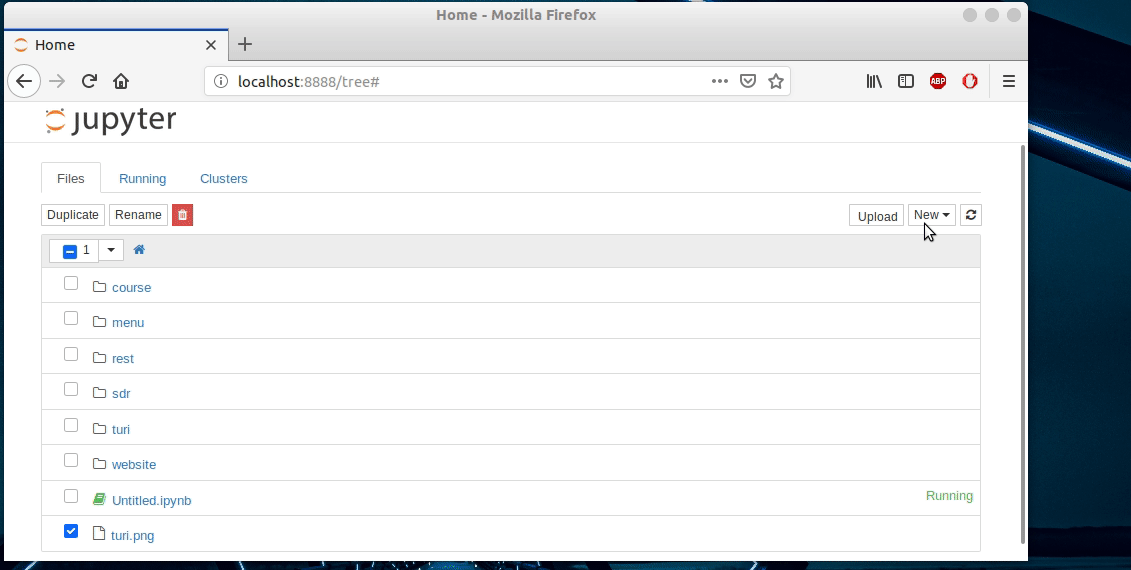 Home - Mozilla Firefox
Home
localhost:8888/tree#
ABP
jupyter
Files Running Clusters
Duplicate Rename Upload New
1
course
menu
rest
sdr
turi
website
Untitled.ipynb Running
turi.png